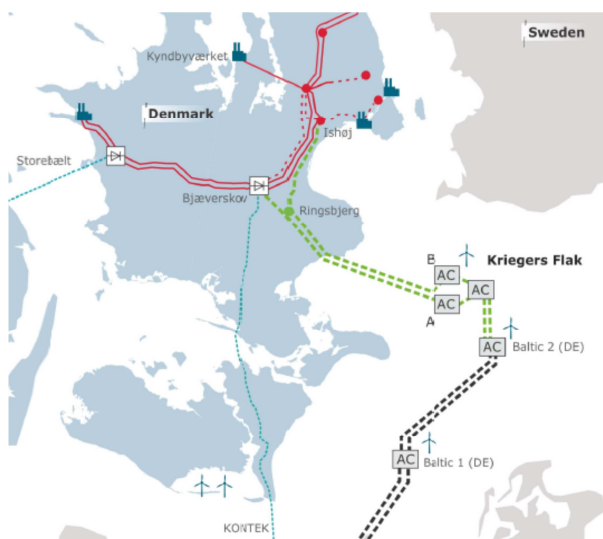 Sweden
Kyndbyværket
Denmark
Ishøj
Storebælt
Bjæverskov
Ringsbjerg
B
Kriegers Flak
AC
AC
AC
A
AC
Baltic 2 (DE)
AC
Baltic 1 (DE)
KONTEK